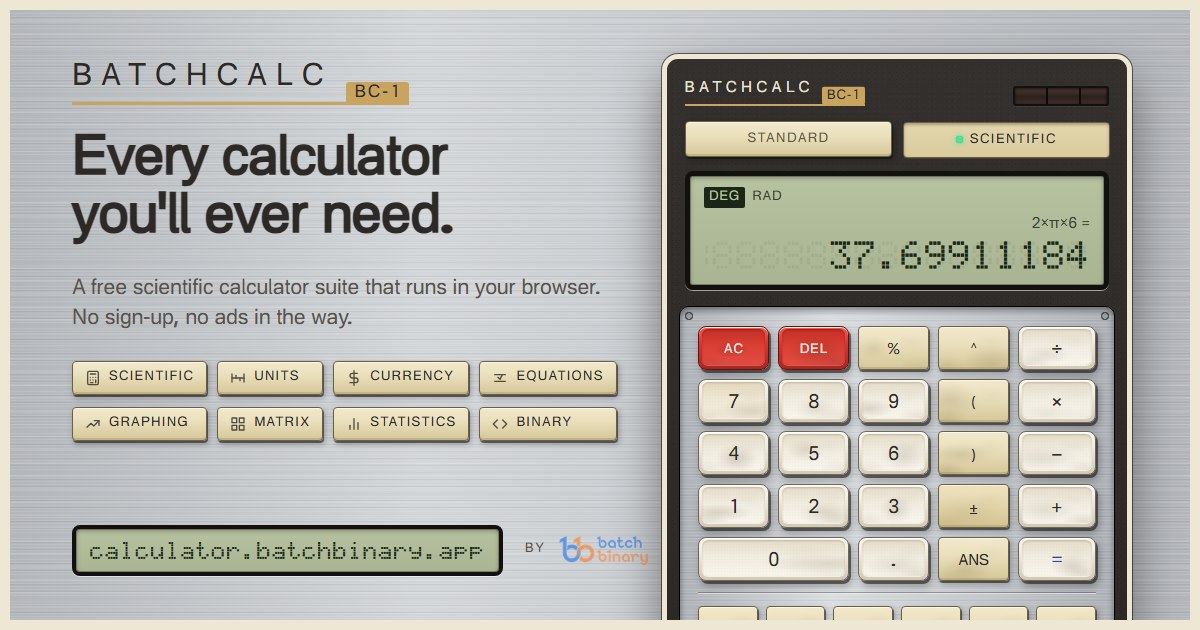 BATCHCALC BC-1
Every calculator
you'll ever need.
A free scientific calculator suite that runs in your browser.
No sign-up, no ads in the way.
SCIENTIFIC UNITS CURRENCY EQUATIONS
GRAPHING MATRIX STATISTICS BINARY
calculator.batchbinary.app BY batch binary
BATCHCALC BC-1
STANDARD SCIENTIFIC
DEG RAD
2×π×6 =
37.69911184
AC DEL % ^ ÷
7 8 9 ( ×
4 5 6 ) −
1 2 3 ± +
0 . ANS =